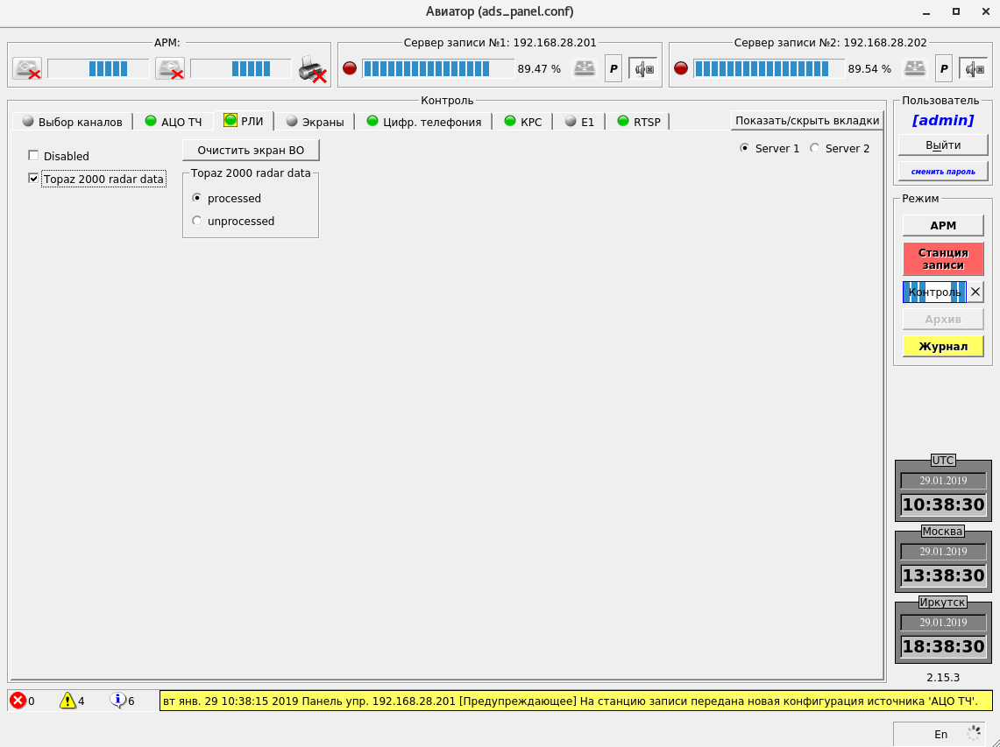 Авиатор (ads_panel.conf)
АРМ:
Сервер записи №1: 192.168.28.201
Сервер записи №2: 192.168.28.202
89.47 %
P
89.54 %
P
Контроль
Выбор каналов
АЦО ТЧ
РЛИ
Экраны
Цифр. телефония
КРС
E1
RTSP
Показать/скрыть вкладки
Disabled
Topaz 2000 radar data
Очистить экран ВО
Topaz 2000 radar data
processed
unprocessed
Server 1
Server 2
Пользователь
[admin]
Выйти
сменить пароль
Режим
АРМ
Станция
записи
Контроль
Архив
Журнал
UTC
29.01.2019
10:38:30
Москва
29.01.2019
13:38:30
Иркутск
29.01.2019
18:38:30
2.15.3
0
4
6
вт янв. 29 10:38:15 2019 Панель упр. 192.168.28.201 [Предупреждающее] На станцию записи передана новая конфигурация источника 'АЦО ТЧ'.
En